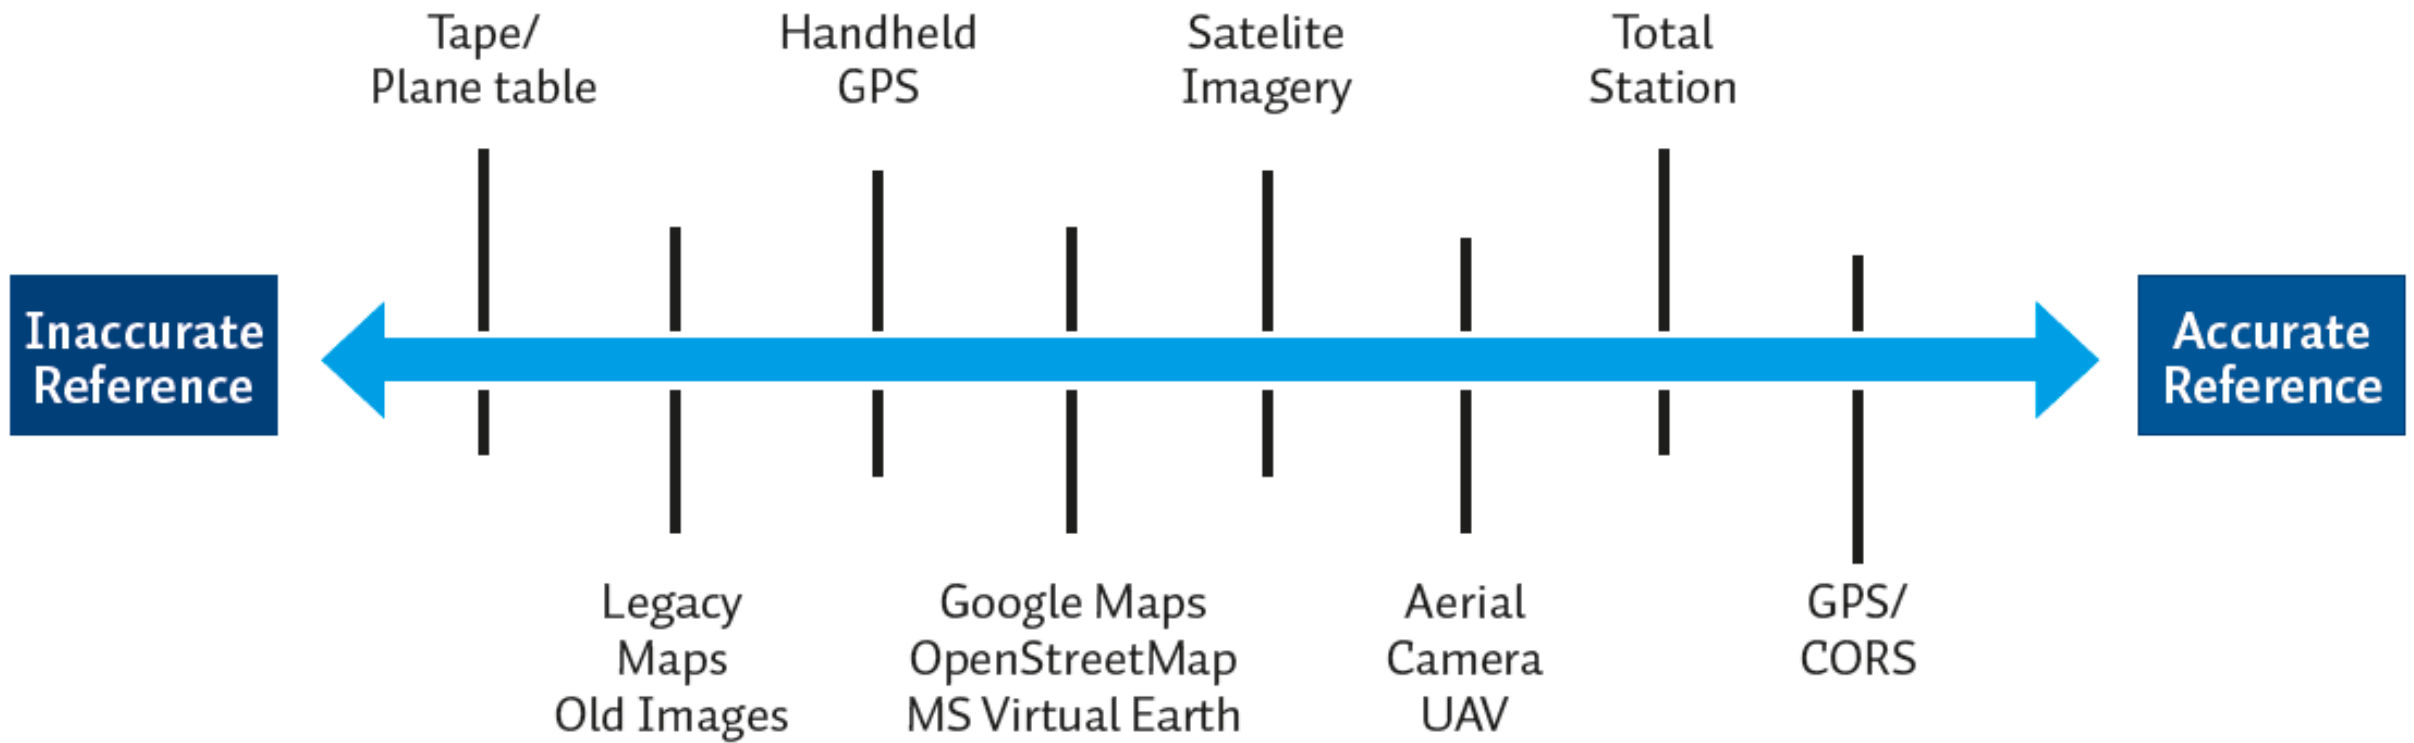 Tape/
Plane table
Handheld
GPS
Satelite
Imagery
Total
Station
Inaccurate
Reference
Accurate
Reference
Legacy
Maps
Old Images
Google Maps
OpenStreetMap
MS Virtual Earth
Aerial
Camera
UAV
GPS/
CORS